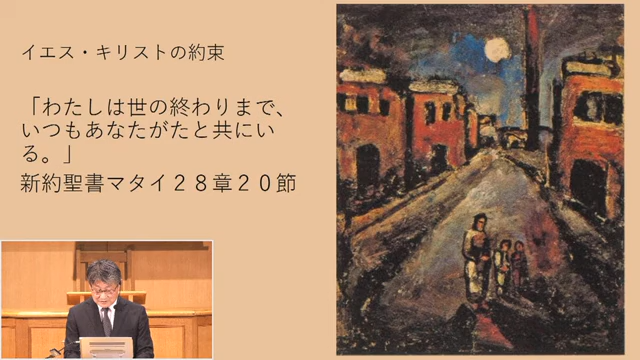 イエス・キリストの約束
「わたしは世の終わりまで、
いつもあなたがたと共にい
る。」
新約聖書マタイ２８章２０節